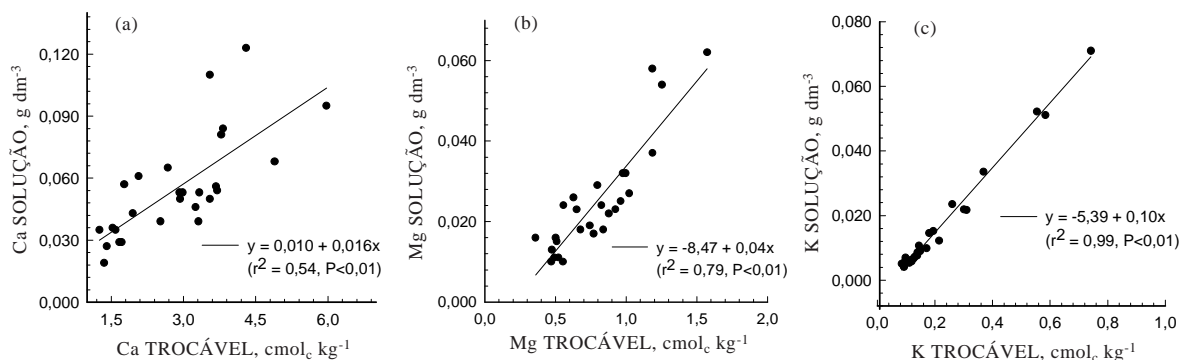 (a)
Ca SOLUÇÃO, g dm-3
0,120
0,090
0,060
0,030
0,000
y = 0,010 + 0,016x
(r2 = 0,54, P<0,01)
1,5 3,0 4,5 6,0
Ca TROCÁVEL, cmolc kg-1
(b)
Mg SOLUÇÃO, g dm-3
0,060
0,040
0,020
0,000
y = -8,47 + 0,04x
(r2 = 0,79, P<0,01)
0,0 0,5 1,0 1,5 2,0
Mg TROCÁVEL, cmolc kg-1
(c)
K SOLUÇÃO, g dm-3
0,080
0,060
0,040
0,020
0,000
y = -5,39 + 0,10x
(r2 = 0,99, P<0,01)
0,0 0,2 0,4 0,6 0,8 1,0
K TROCÁVEL, cmolc kg-1